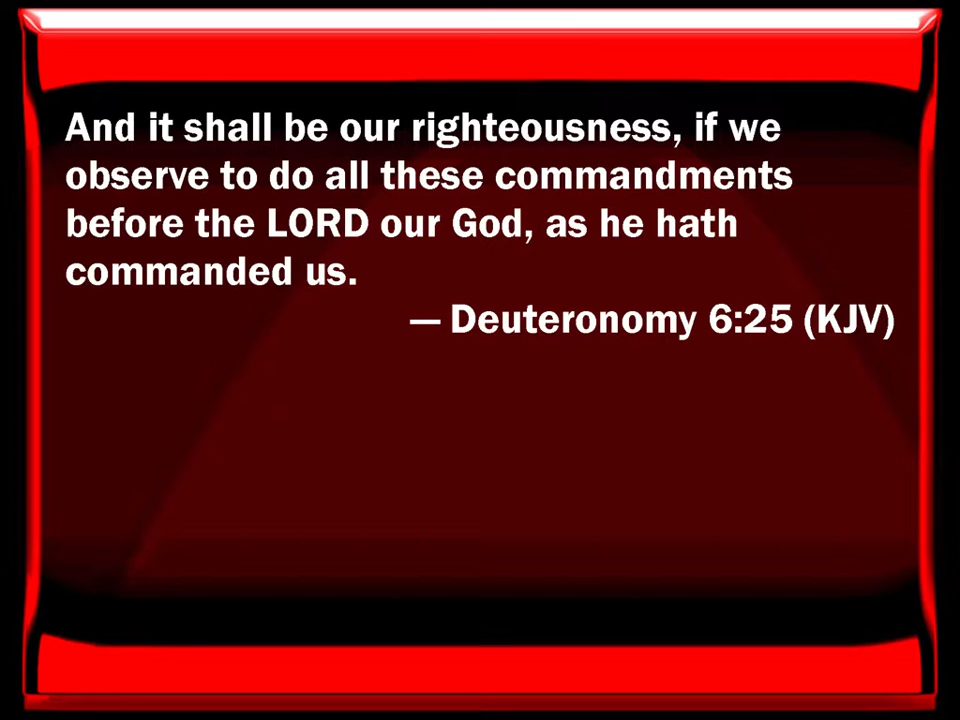 And it shall be our righteousness, if we
observe to do all these commandments
before the LORD our God, as he hath
commanded us.
— Deuteronomy 6:25 (KJV)